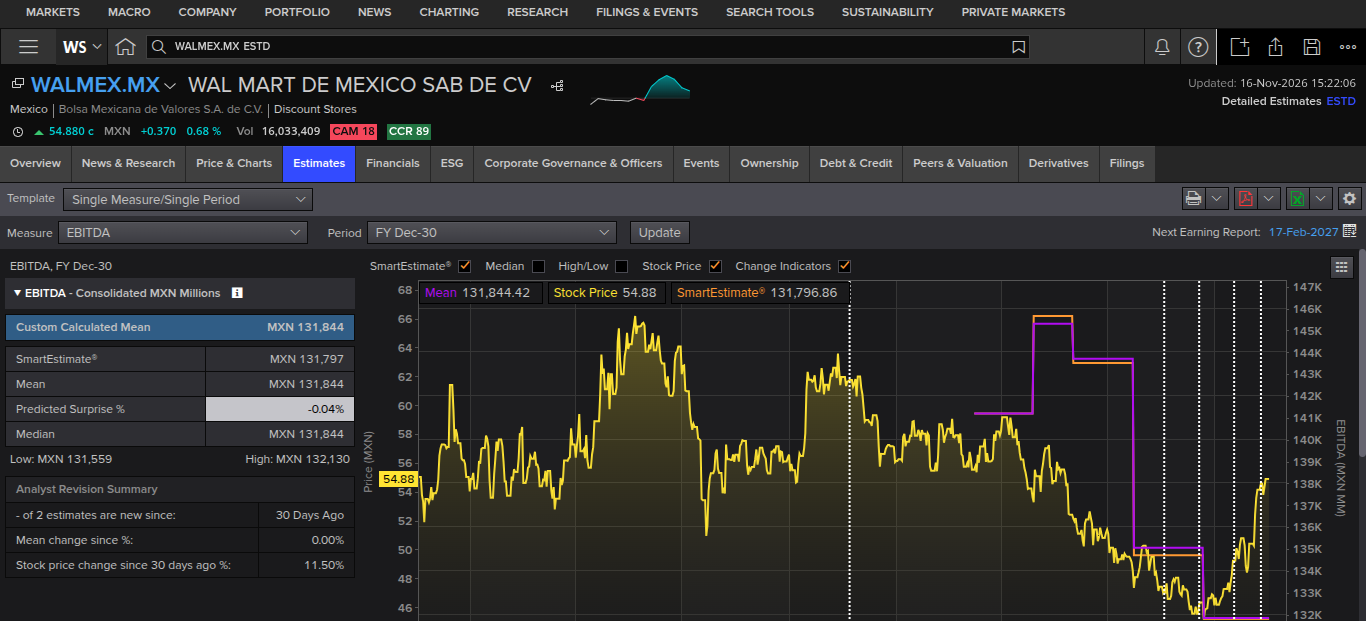 MARKETS MACRO COMPANY PORTFOLIO NEWS CHARTING RESEARCH FILINGS & EVENTS SEARCH TOOLS SUSTAINABILITY PRIVATE MARKETS
WS WALMEX.MX ESTD ?
WALMEX.MX WAL MART DE MEXICO SAB DE CV
Updated: 16-Nov-2026 15:22:06
Mexico | Bolsa Mexicana de Valores S.A. de C.V. | Discount Stores
Detailed Estimates ESTD
54.880 c MXN +0.370 0.68 % Vol 16,033,409 CAM 18 CCR 89
Overview News & Research Price & Charts Estimates Financials ESG Corporate Governance & Officers Events Ownership Debt & Credit Peers & Valuation Derivatives Filings
Template Single Measure/Single Period
Measure EBITDA Period FY Dec-30 Update Next Earning Report: 17-Feb-2027
EBITDA, FY Dec-30
EBITDA - Consolidated MXN Millions i
Custom Calculated Mean MXN 131,844
SmartEstimate® MXN 131,797
Mean MXN 131,844
Predicted Surprise % -0.04%
Median MXN 131,844
Low: MXN 131,559 High: MXN 132,130
Analyst Revision Summary
- of 2 estimates are new since: 30 Days Ago
Mean change since %: 0.00%
Stock price change since 30 days ago %: 11.50%
SmartEstimate® Median High/Low Stock Price Change Indicators
Mean 131,844.42 Stock Price 54.88 SmartEstimate® 131,796.86
Price (MXN)
68
66
64
62
60
58
56
54.88
54
52
50
48
46
147K
146K
145K
144K
143K
142K
141K
140K
139K
138K
137K
136K
135K
134K
133K
132K
EBITDA (MXN MM)